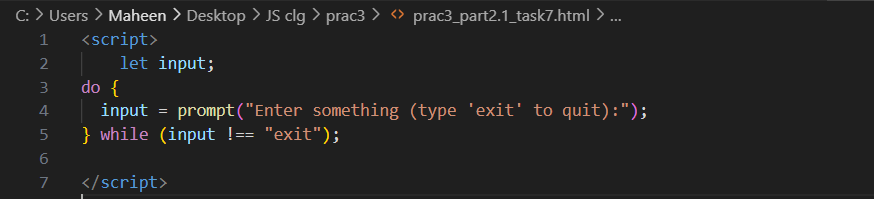 C: > Users > Maheen > Desktop > JS clg > prac3 > <> prac3_part2.1_task7.html > ...
1 <script>
2 let input;
3 do {
4 input = prompt("Enter something (type 'exit' to quit):");
5 } while (input !== "exit");
6
7 </script>